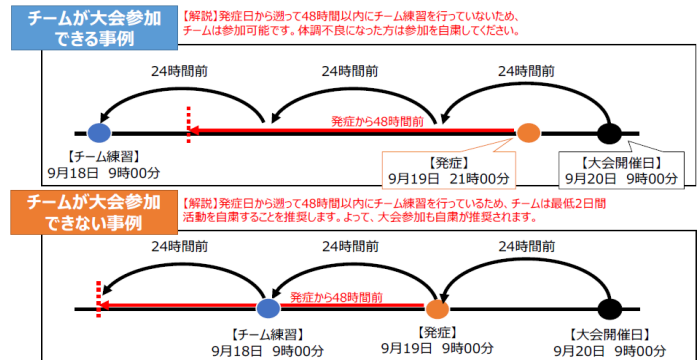 チームが大会参加
できる事例
【解説】発症日から遡って48時間以内にチーム練習を行っていないため、
チームは参加可能です。体調不良になった方は参加を自粛してください。
24時間前 24時間前 24時間前
発症から48時間前
【チーム練習】
9月18日 9時00分
【発症】
9月19日 21時00分
【大会開催日】
9月20日 9時00分
チームが大会参加
できない事例
【解説】発症日から遡って48時間以内にチーム練習を行っているため、チームは最低2日間
活動を自粛することを推奨します。よって、大会参加も自粛が推奨されます。
24時間前 24時間前 24時間前
発症から48時間前
【チーム練習】
9月18日 9時00分
【発症】
9月19日 9時00分
【大会開催日】
9月20日 9時00分